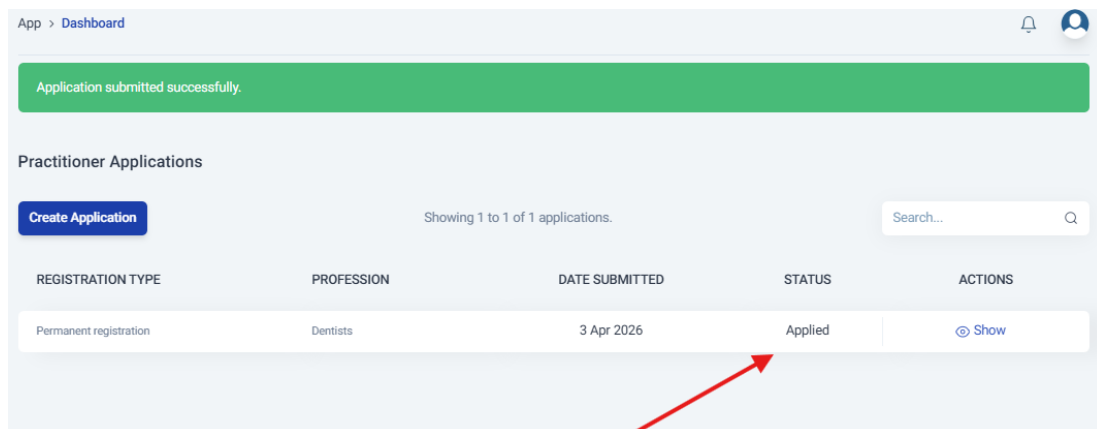 App > Dashboard
Application submitted successfully.
Practitioner Applications
Create Application
Showing 1 to 1 of 1 applications.
Search...
REGISTRATION TYPE PROFESSION DATE SUBMITTED STATUS ACTIONS
Permanent registration Dentists 3 Apr 2026 Applied Show